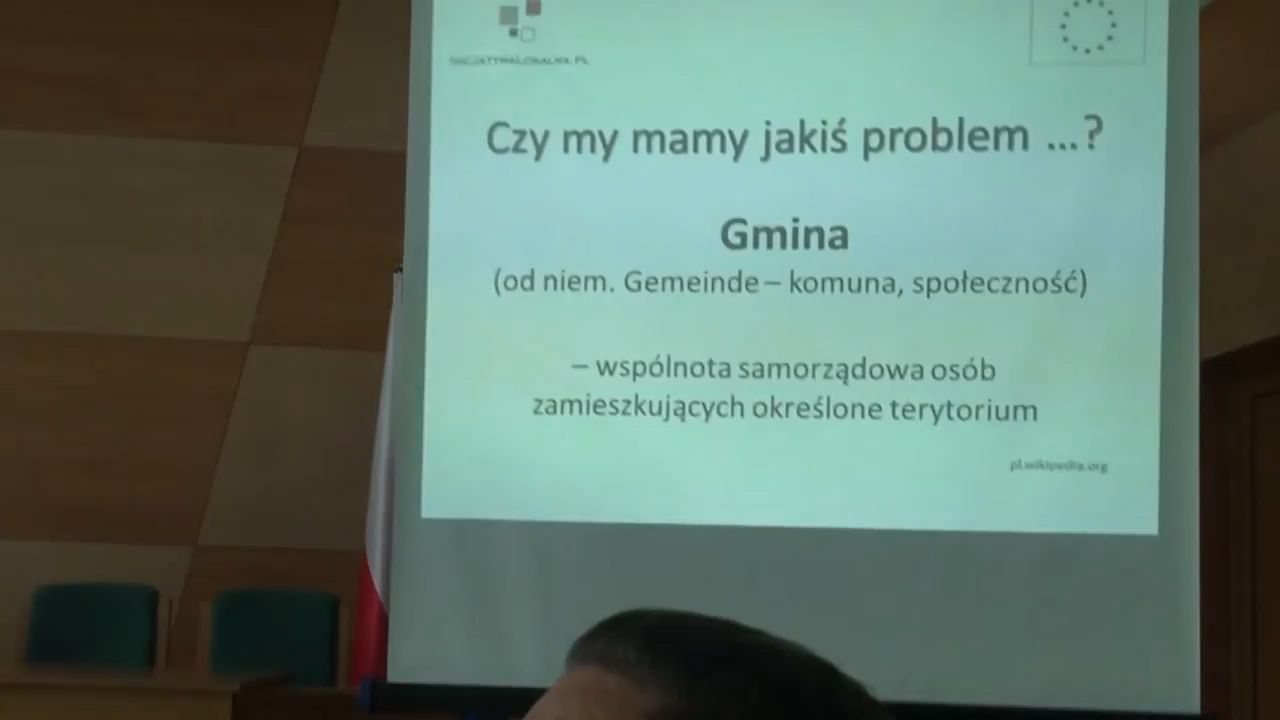 Czy my mamy jakiś problem ...?
Gmina
(od niem. Gemeinde – komuna, społeczność)
– wspólnota samorządowa osób
zamieszkujących określone terytorium
pl.wikipedia.org